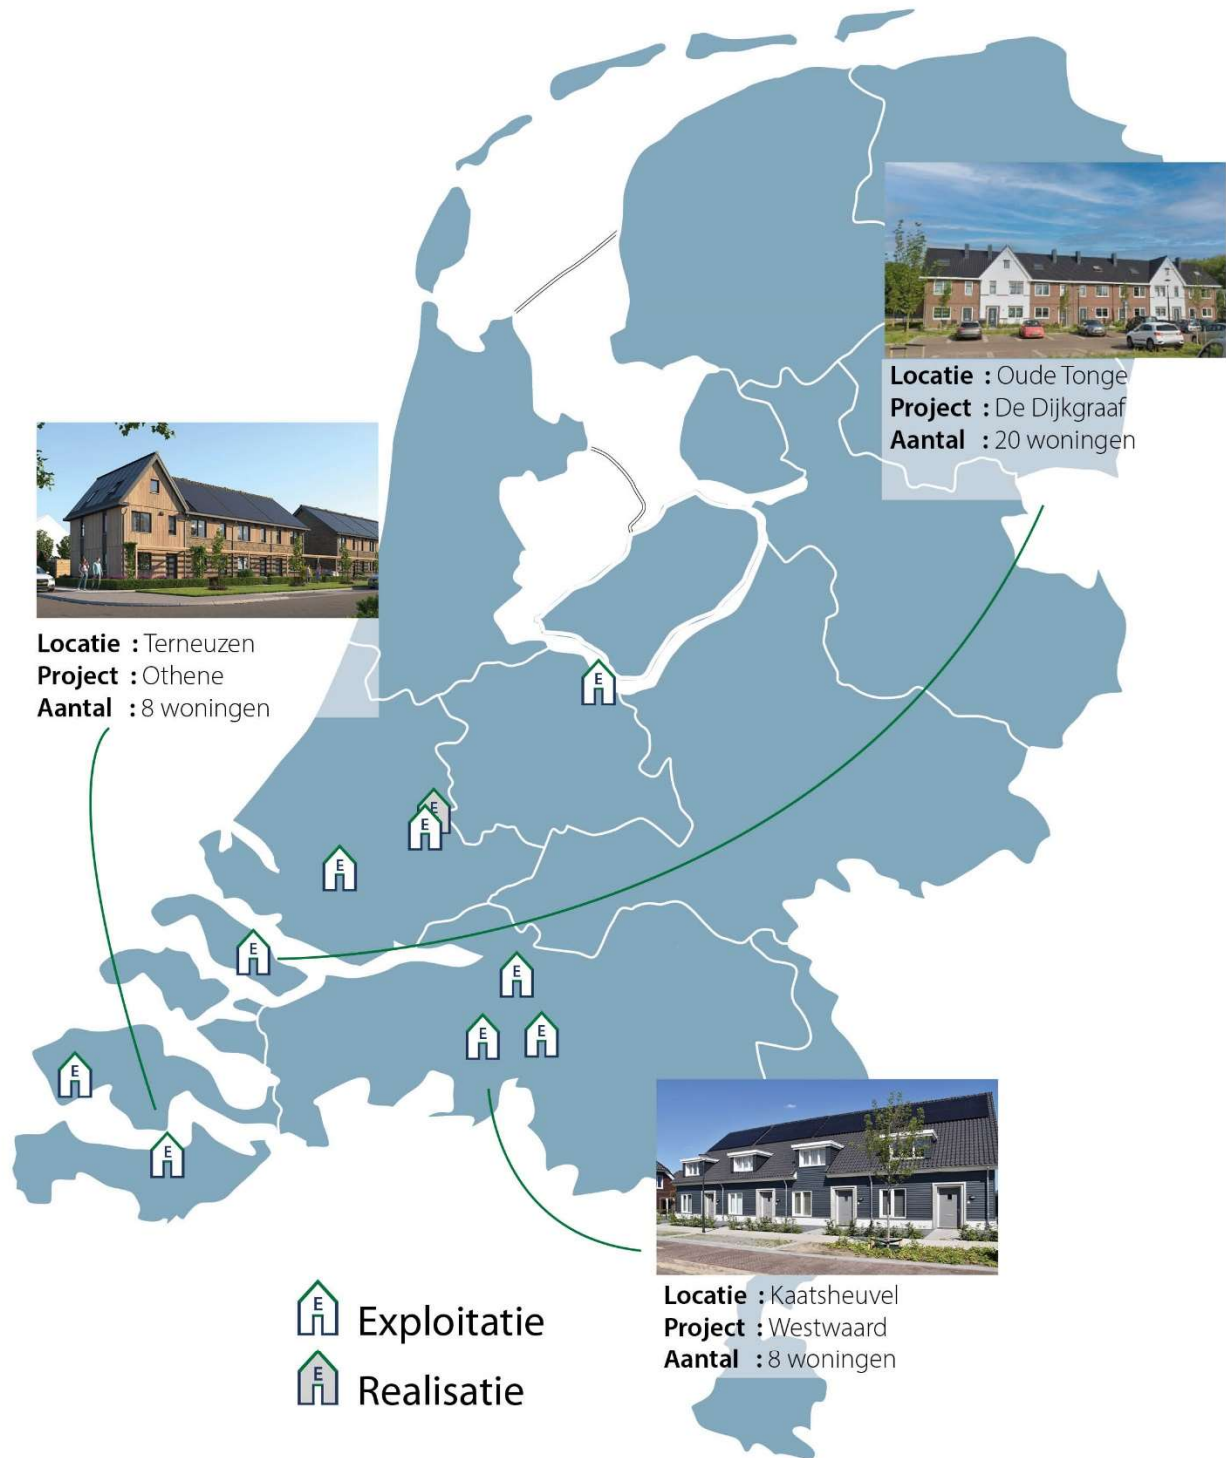 Locatie : Oude Tonge
Project : De Dijkgraaf
Aantal : 20 woningen
Locatie : Terneuzen
Project : Othene
Aantal : 8 woningen
E
E
E
E
E
E
E
E
E
E
Locatie : Kaatsheuvel
Project : Westwaard
Aantal : 8 woningen
E Exploitatie
E Realisatie